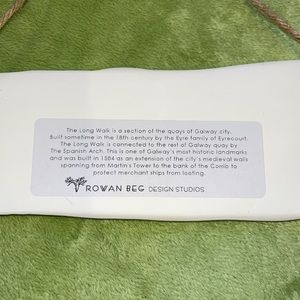 The Long Walk is a section of the quays of Galway city.
Built sometime in the 18th century by the Eyre family of Eyrecourt.
The Long Walk is connected to the rest of Galway quay by
The Spanish Arch. This is one of Galway's most historic landmarks
and was built in 1584 as an extension of the city's medieval walls
spanning from Martin's Tower to the bank of the Corrib to
protect merchant ships from looting.
ROWAN BEG DESIGN STUDIOS